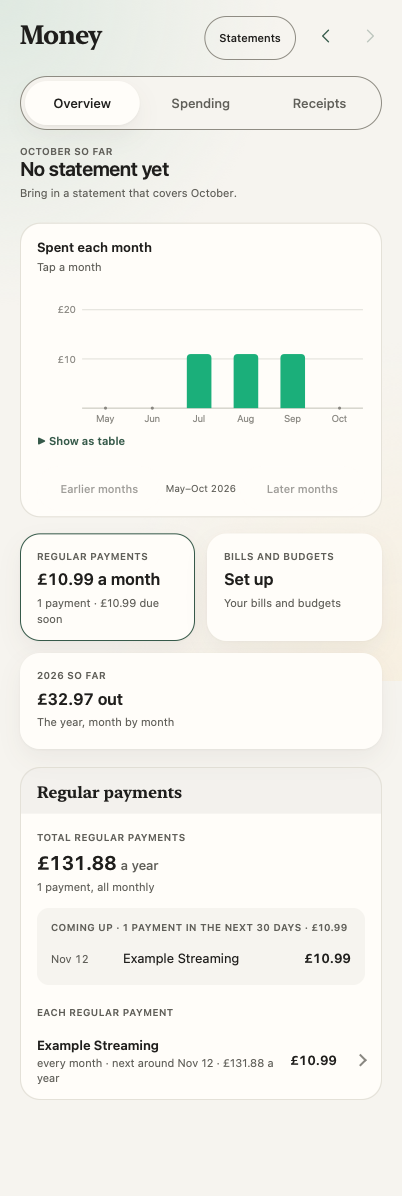 Money
Statements
Overview
Spending
Receipts
OCTOBER SO FAR
No statement yet
Bring in a statement that covers October.
Spent each month
Tap a month
£20
£10
May Jun Jul Aug Sep Oct
Show as table
Earlier months
May–Oct 2026
Later months
REGULAR PAYMENTS
£10.99 a month
1 payment · £10.99 due
soon
BILLS AND BUDGETS
Set up
Your bills and budgets
2026 SO FAR
£32.97 out
The year, month by month
Regular payments
TOTAL REGULAR PAYMENTS
£131.88 a year
1 payment, all monthly
COMING UP · 1 PAYMENT IN THE NEXT 30 DAYS · £10.99
Nov 12 Example Streaming £10.99
EACH REGULAR PAYMENT
Example Streaming
every month · next around Nov 12 · £131.88 a
year
£10.99